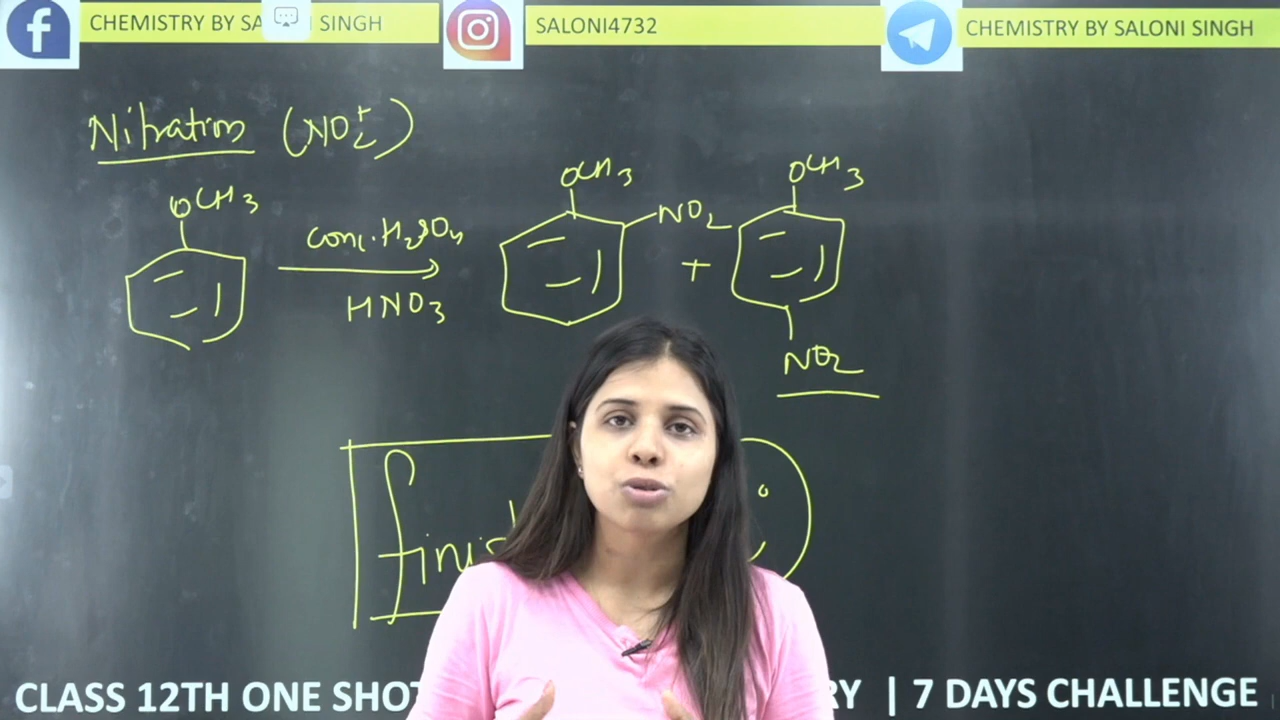 CHEMISTRY BY SA SINGH
SALONI4732
CHEMISTRY BY SALONI SINGH
Nitration (NO2+)
OCH3
conc. H2SO4
HNO3
OCH3
NO2
+
OCH3
NO2
CLASS 12TH ONE SHOT RY | 7 DAYS CHALLENGE